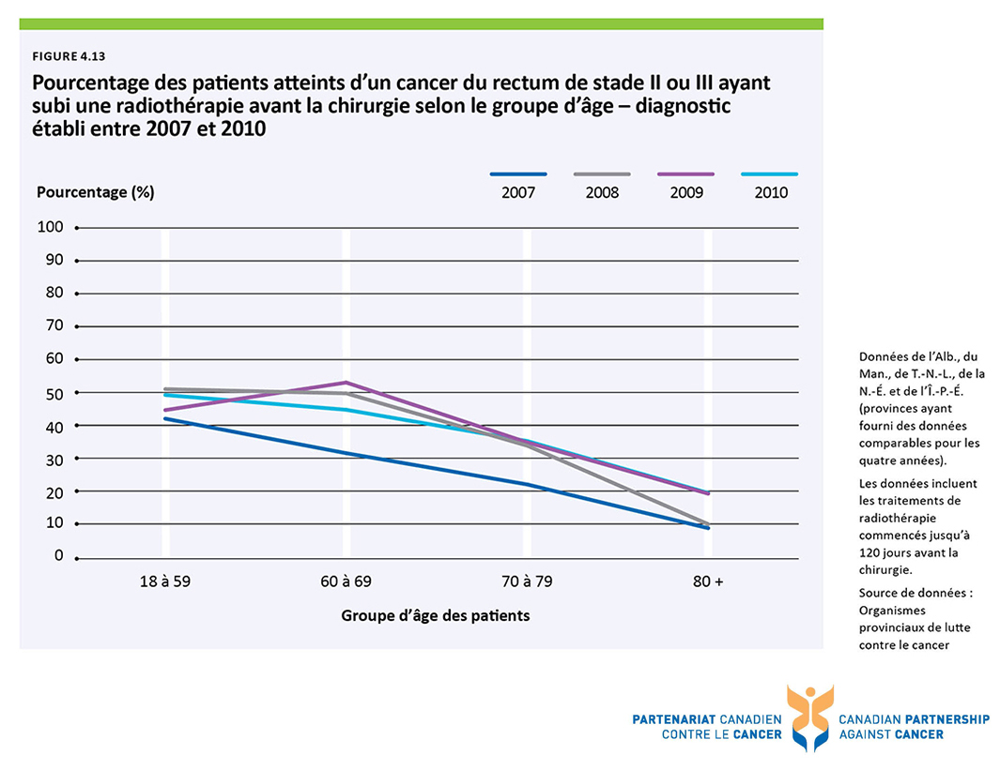 FIGURE 4.13
Pourcentage des patients atteints d’un cancer du rectum de stade II ou III ayant
subi une radiothérapie avant la chirurgie selon le groupe d’âge – diagnostic
établi entre 2007 et 2010
Pourcentage (%)
2007 2008 2009 2010
100
90
80
70
60
50
40
30
20
10
0
18 à 59 60 à 69 70 à 79 80 +
Groupe d’âge des patients
Données de l’Alb., du
Man., de T.-N.-L., de la
N.-É. et de l’Î.-P.-É.
(provinces ayant
fourni des données
comparables pour les
quatre années).
Les données incluent
les traitements de
radiothérapie
commencés jusqu’à
120 jours avant la
chirurgie.
Source de données :
Organismes
provinciaux de lutte
contre le cancer
PARTENARIAT CANADIEN
CONTRE LE CANCER
CANADIAN PARTNERSHIP
AGAINST CANCER